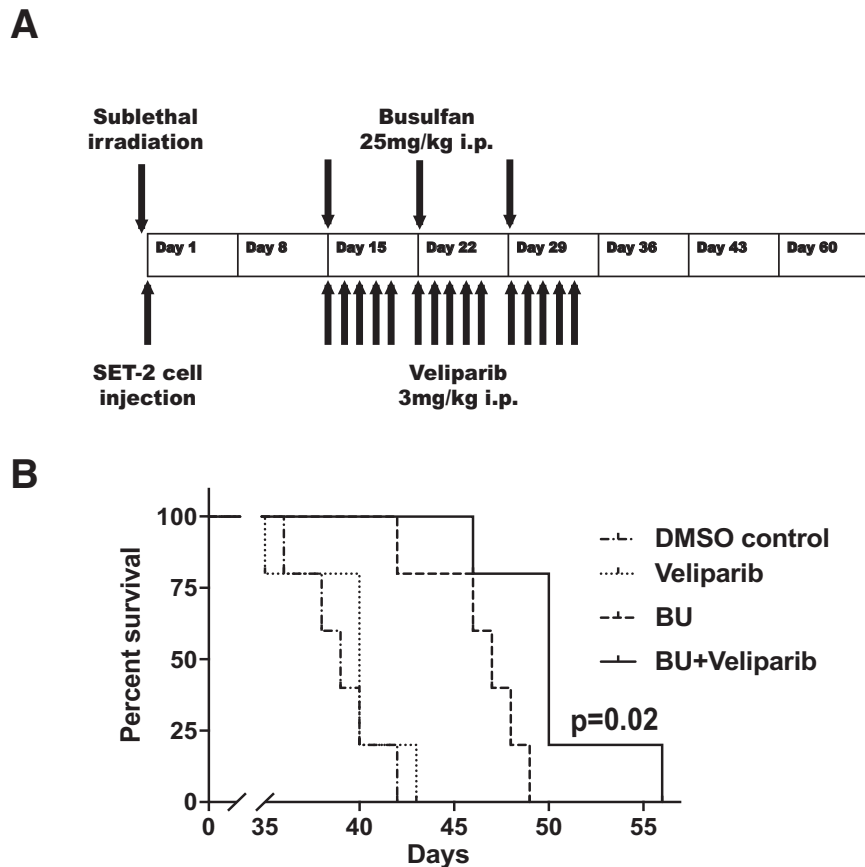 A
Sublethal
irradiation
Busulfan
25mg/kg i.p.
Day 1 Day 8 Day 15 Day 22 Day 29 Day 36 Day 43 Day 60
SET-2 cell
injection
Veliparib
3mg/kg i.p.
B
Percent survival
100
75
50
25
0
DMSO control
Veliparib
BU
BU+Veliparib
p=0.02
0 35 40 45 50 55
Days